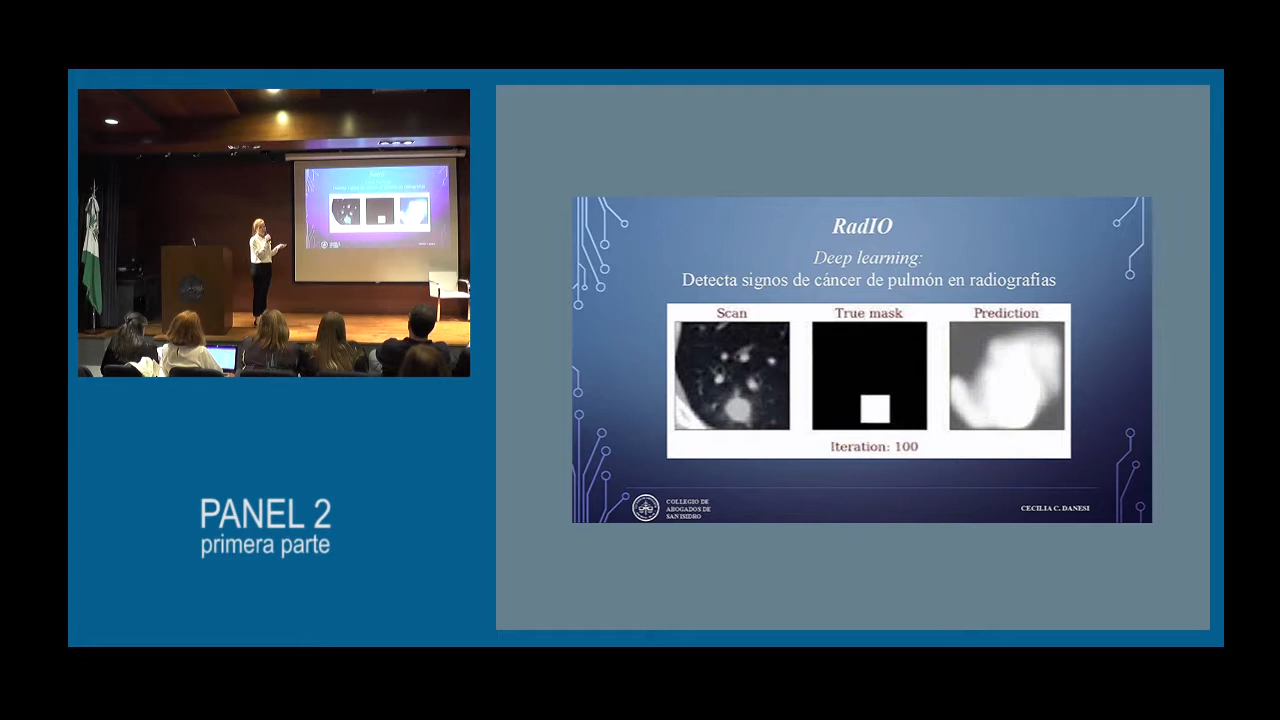 RadIO
Deep learning:
Detecta signos de cáncer de pulmón en radiografías
Scan True mask Prediction
Iteration: 100
COLLEGIO DE
ABOGADOS DE
SAN ISIDRO
CECILIA C. DANESI
PANEL 2
primera parte